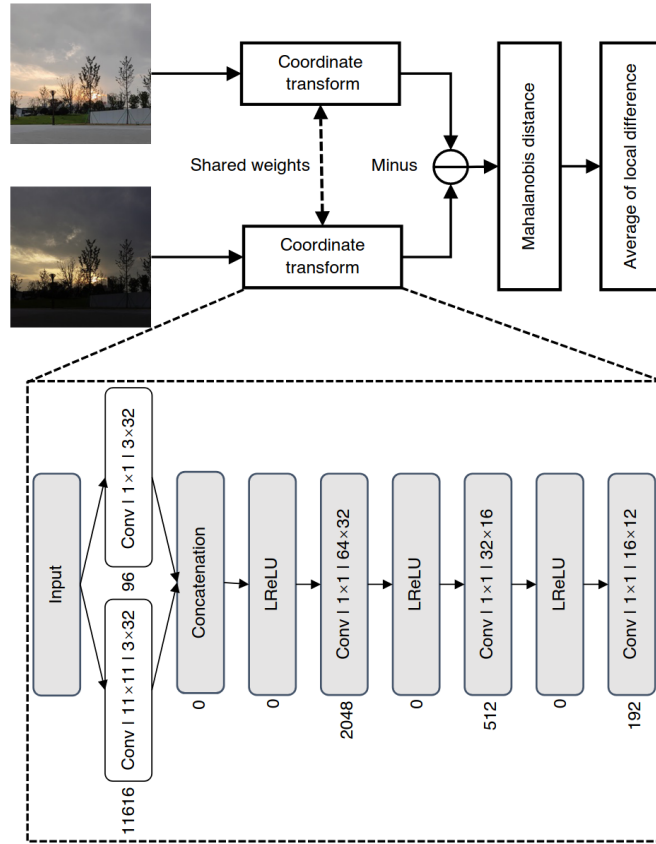 Coordinate
transform
Shared weights
Minus
Coordinate
transform
Mahalanobis distance
Average of local difference
Input
Conv | 1×1 | 3×32
96
Conv | 11×11 | 3×32
11616
Concatenation
0
LReLU
0
Conv | 1×1 | 64×32
2048
LReLU
0
Conv | 1×1 | 32×16
512
LReLU
0
Conv | 1×1 | 16×12
192